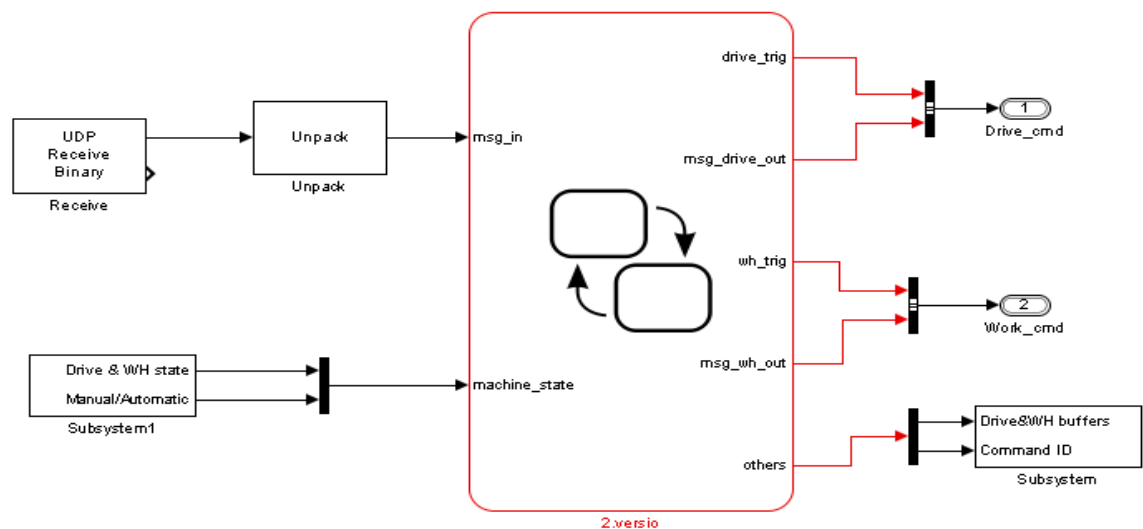 UDP
Receive
Binary
Receive
Unpack
Unpack
msg_in
drive_trig
msg_drive_out
1
Drive_cmd
wh_trig
msg_wh_out
2
Work_cmd
Drive & WH state
Manual/Automatic
Subsystem1
machine_state
others
Drive&WH buffers
Command ID
Subsystem
2.versio